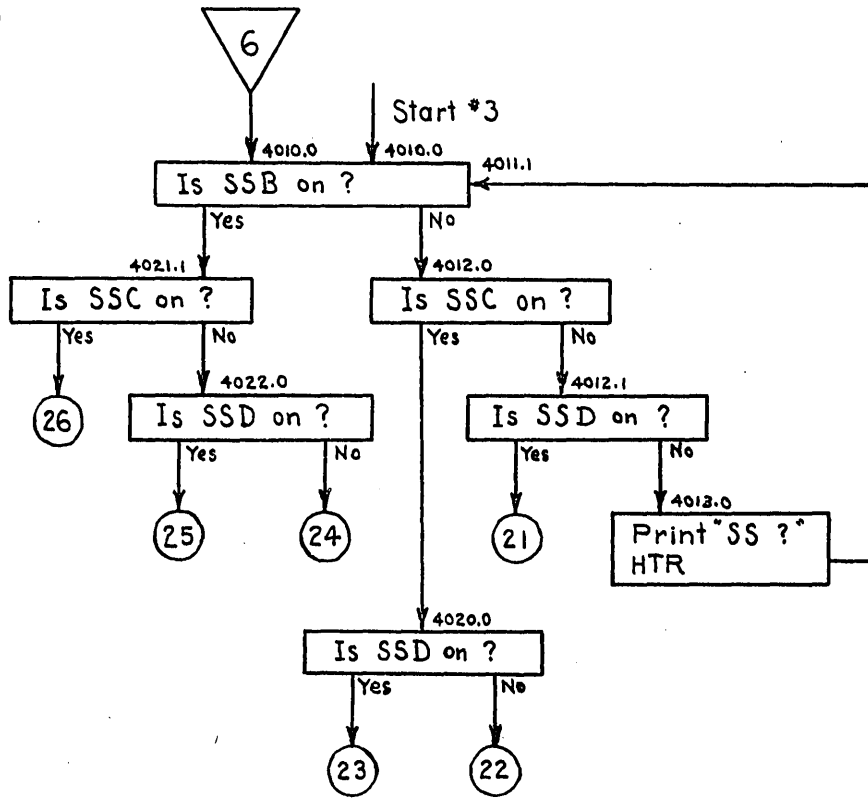 6
Start #3
4010.0
4010.0
4011.1
Is SSB on ?
Yes
No
4021.1
4012.0
Is SSC on ?
Is SSC on ?
Yes
No
Yes
No
4022.0
4012.1
26
Is SSD on ?
Is SSD on ?
Yes
No
Yes
No
4013.0
25
24
21
Print "SS ?"
HTR
4020.0
Is SSD on ?
Yes
No
23
22